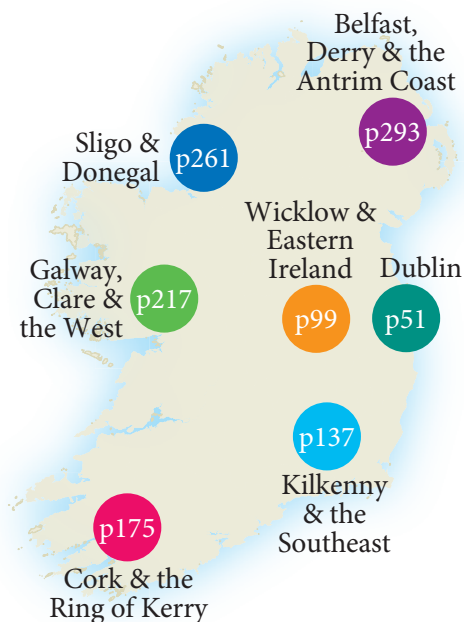 Belfast,
Derry & the
Antrim Coast
p293
Sligo &
Donegal
p261
Wicklow &
Eastern
Ireland
p99
Dublin
p51
Galway,
Clare &
the West
p217
p137
Kilkenny
& the
Southeast
p175
Cork & the
Ring of Kerry